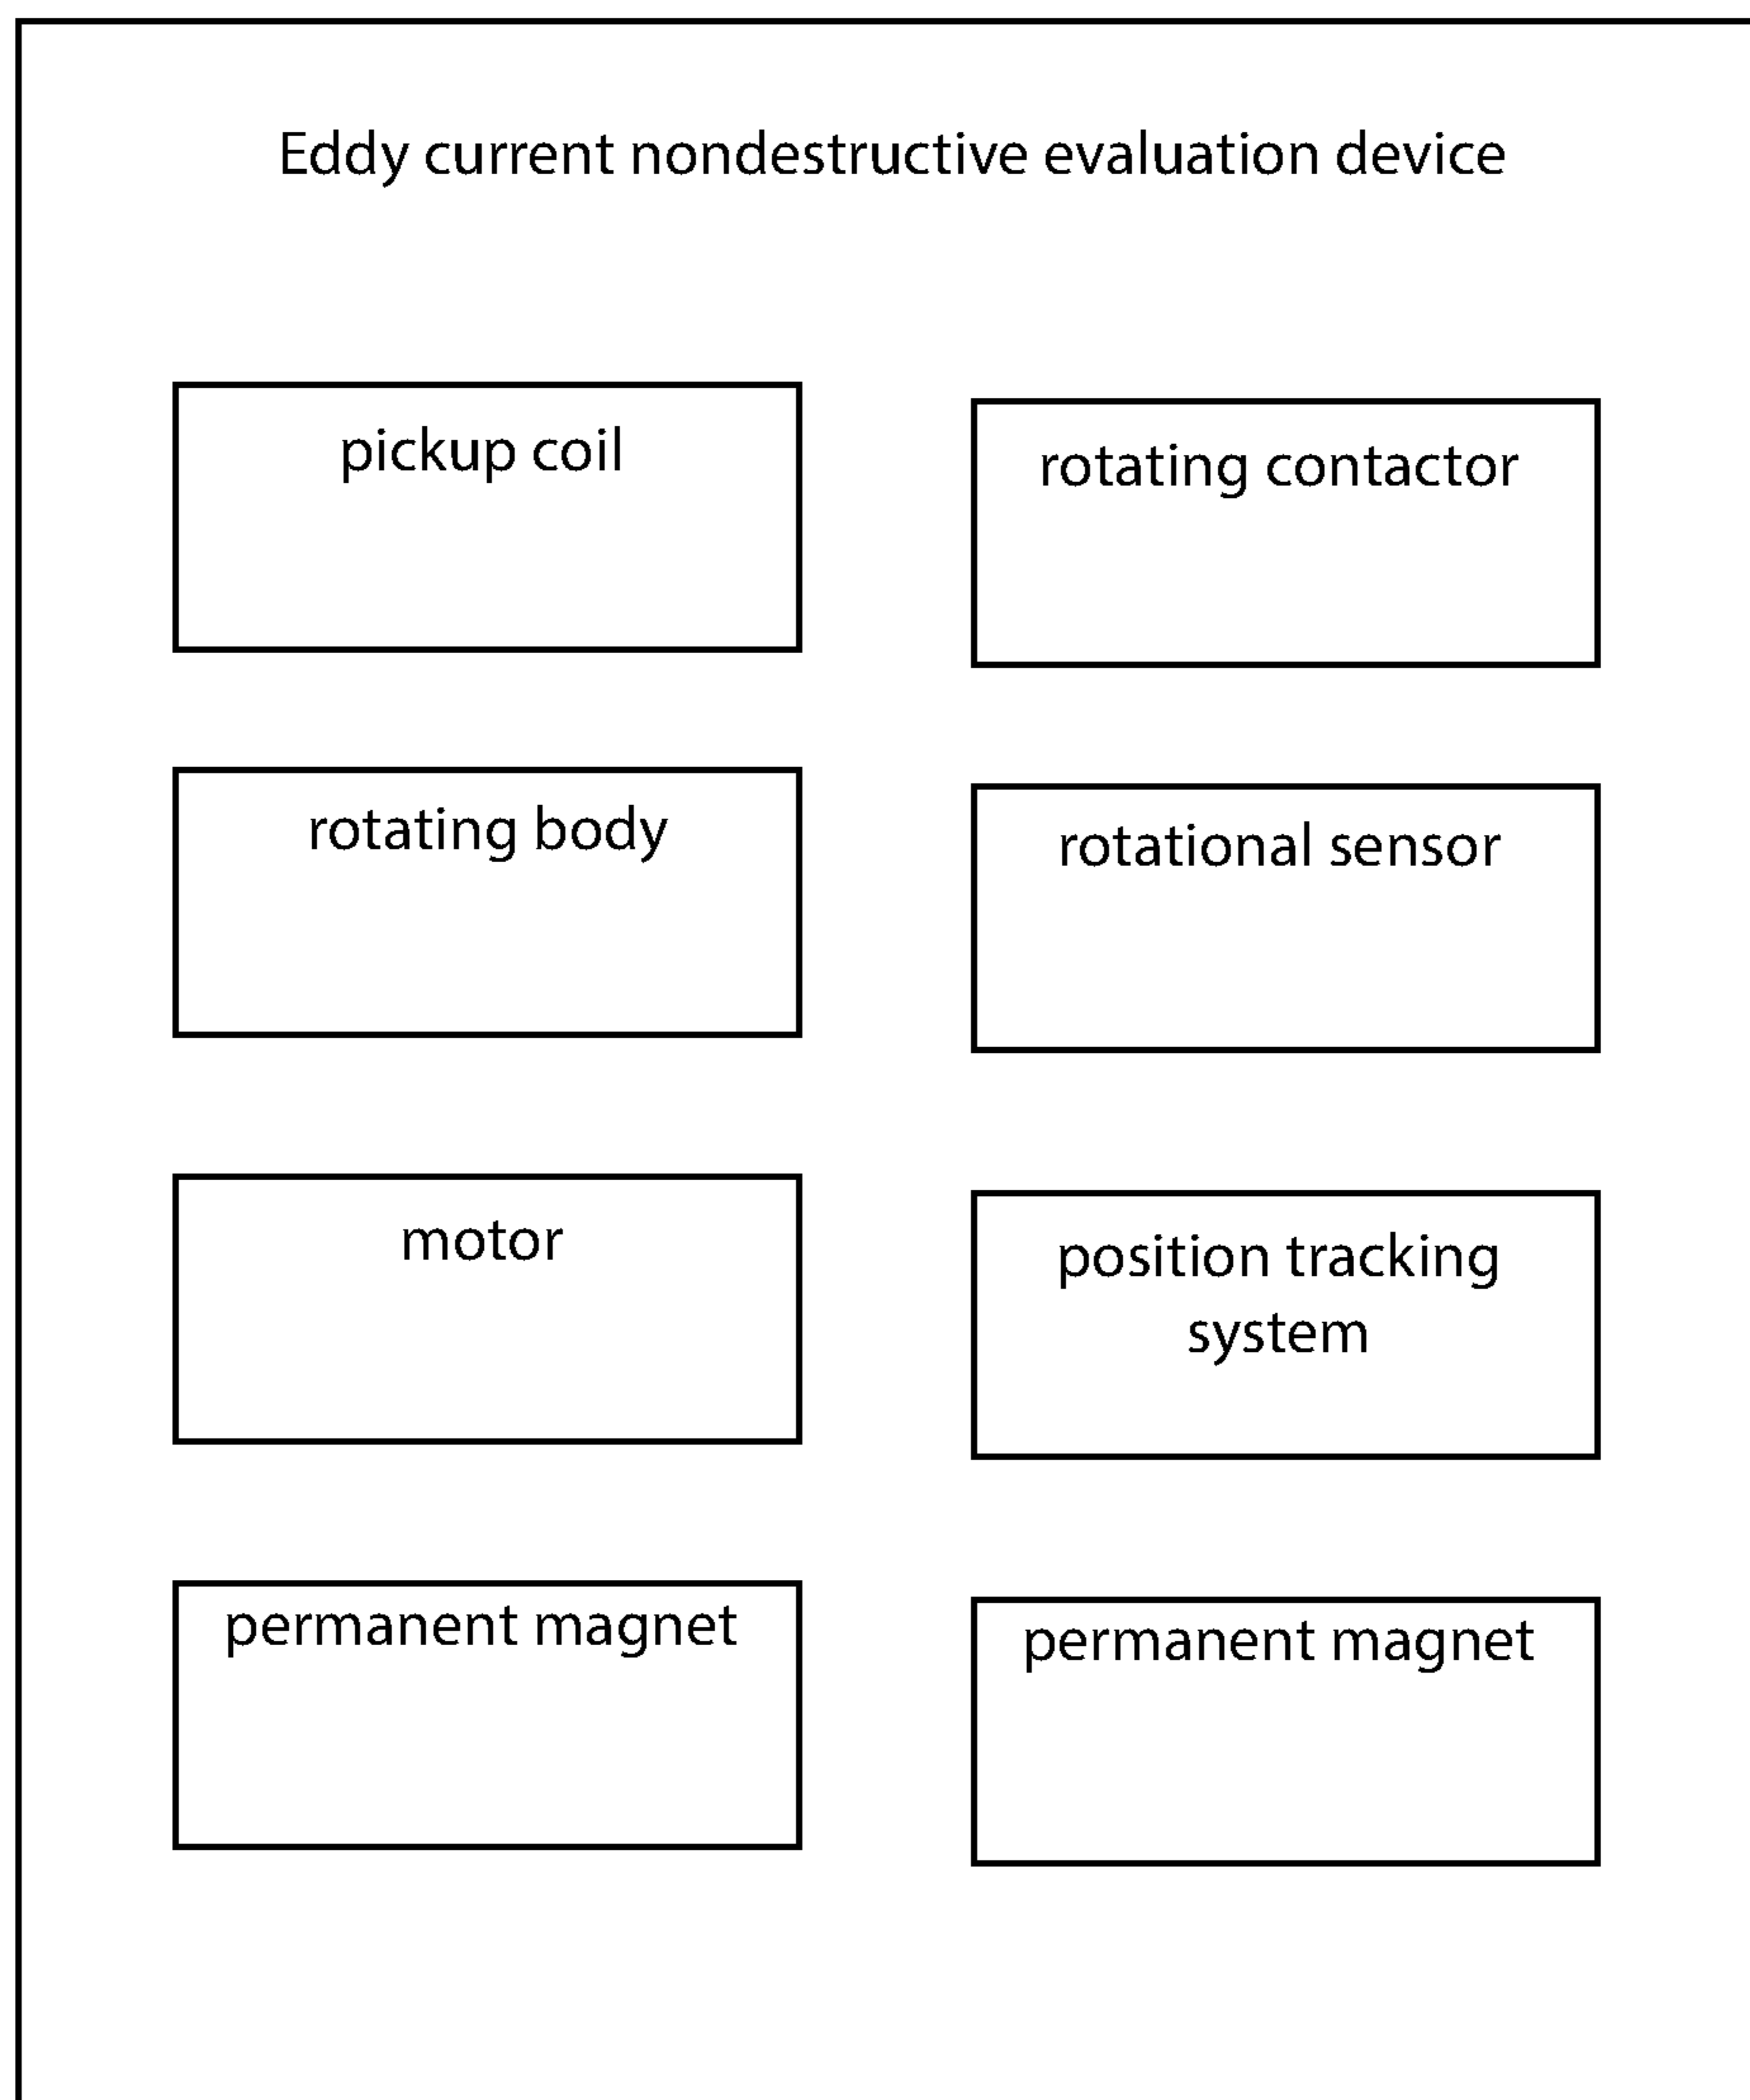 Eddy current nondestructive evaluation device
pickup coil
rotating contactor
rotating body
rotational sensor
motor
position tracking
system
permanent magnet
permanent magnet